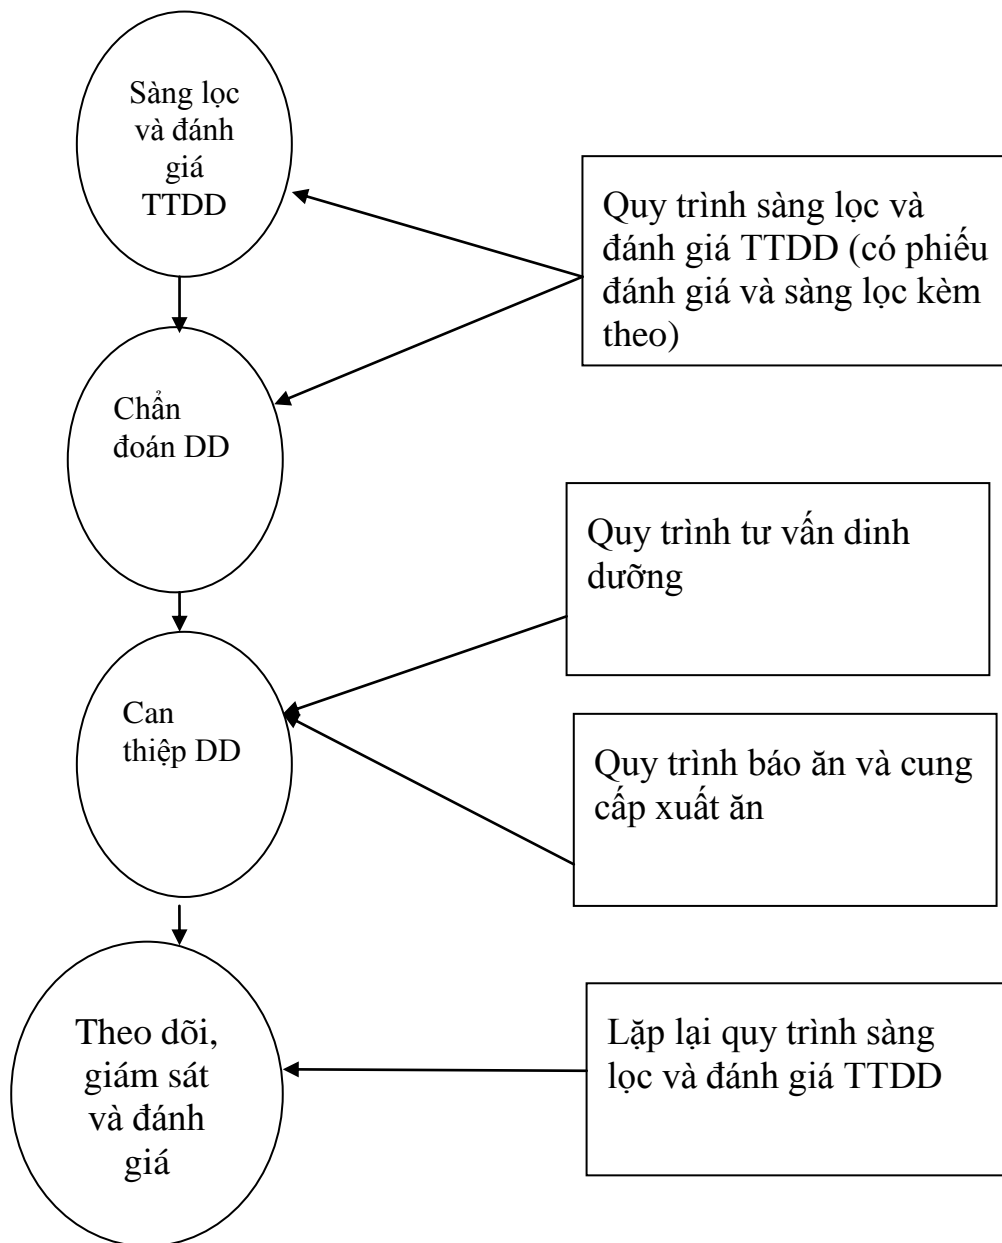 Sàng lọc
và đánh
giá
TTDD
Quy trình sàng lọc và
đánh giá TTDD (có phiếu
đánh giá và sàng lọc kèm
theo)
Chẩn
đoán DD
Quy trình tư vấn dinh
dưỡng
Can
thiệp DD
Quy trình báo ăn và cung
cấp xuất ăn
Theo dõi,
giám sát
và đánh
giá
Lặp lại quy trình sàng
lọc và đánh giá TTDD